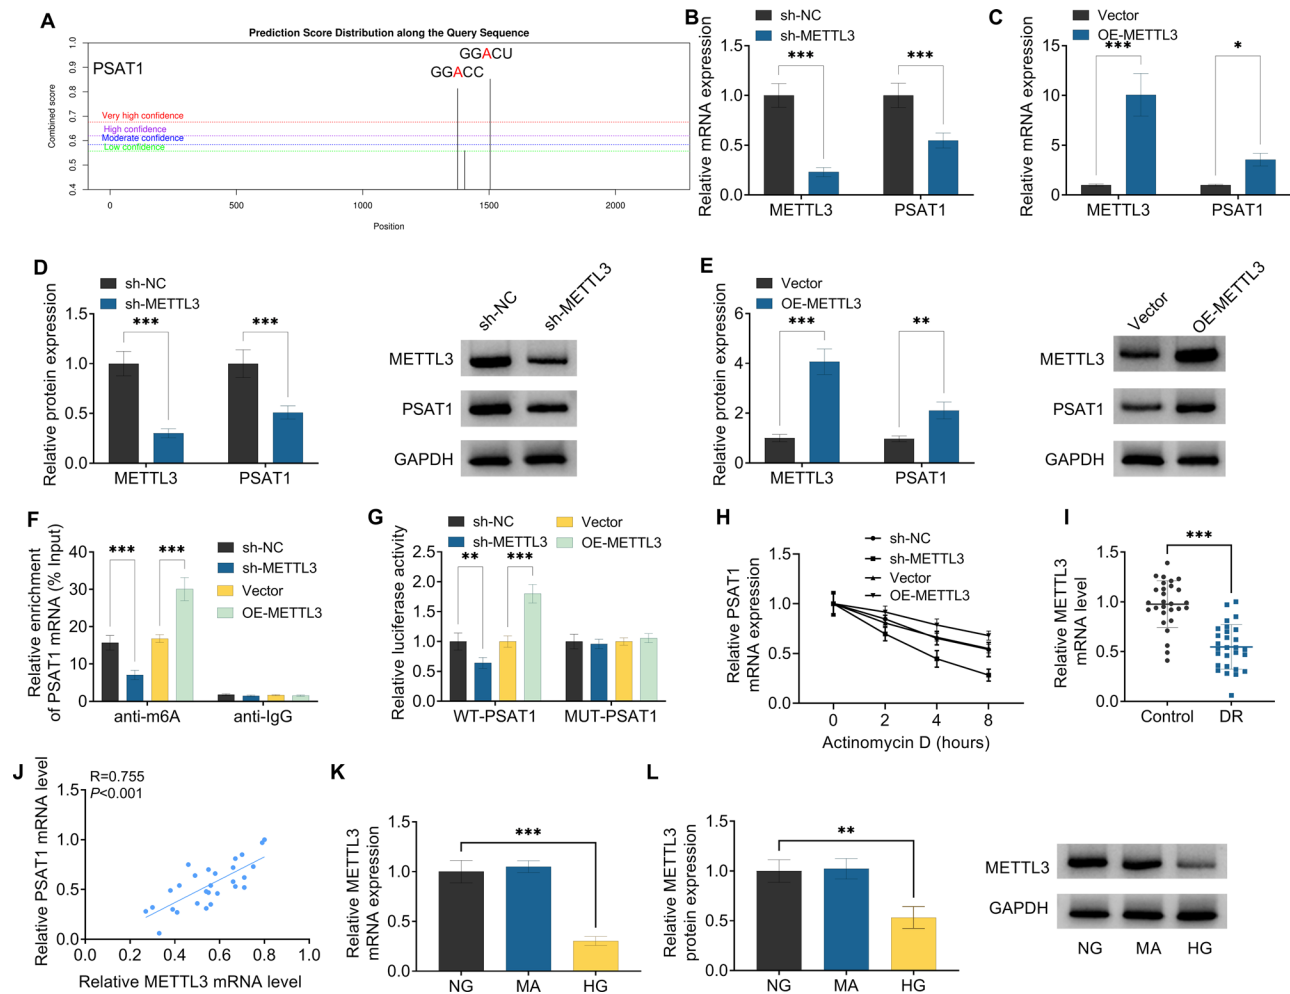 A
Prediction Score Distribution along the Query Sequence
PSAT1
GGACU
GGACC
Very high confidence
High confidence
Moderate confidence
Low confidence
Combined score
1.0
0.9
0.8
0.7
0.6
0.5
0.4
0
500
1000
1500
2000
Position
B
sh-NC
sh-METTL3
Relative mRNA expression
1.5
1.0
0.5
0.0
***
***
METTL3
PSAT1
C
Vector
OE-METTL3
Relative mRNA expression
15
10
5
0
***
*
METTL3
PSAT1
D
sh-NC
sh-METTL3
Relative protein expression
1.5
1.0
0.5
0.0
***
***
METTL3
PSAT1
sh-NC
sh-METTL3
METTL3
PSAT1
GAPDH
E
Vector
OE-METTL3
Relative protein expression
6
4
2
0
***
**
METTL3
PSAT1
Vector
OE-METTL3
METTL3
PSAT1
GAPDH
F
Relative enrichment
of PSAT1 mRNA (% Input)
40
30
20
10
0
***
***
sh-NC
sh-METTL3
Vector
OE-METTL3
anti-m6A
anti-IgG
G
sh-NC
sh-METTL3
Vector
OE-METTL3
Relative luciferase activity
2.5
2.0
1.5
1.0
0.5
0.0
**
***
WT-PSAT1
MUT-PSAT1
H
sh-NC
sh-METTL3
Vector
OE-METTL3
Relative PSAT1
mRNA expression
1.5
1.0
0.5
0.0
0
2
4
8
Actinomycin D (hours)
I
Relative METTL3
mRNA level
1.5
1.0
0.5
0.0
***
Control
DR
J
R=0.755
P<0.001
Relative PSAT1 mRNA level
1.5
1.0
0.5
0.0
0.0
0.2
0.4
0.6
0.8
1.0
Relative METTL3 mRNA level
K
Relative METTL3
mRNA expression
1.5
1.0
0.5
0.0
***
NG
MA
HG
L
Relative METTL3
protein expression
1.5
1.0
0.5
0.0
**
NG
MA
HG
METTL3
GAPDH
NG
MA
HG